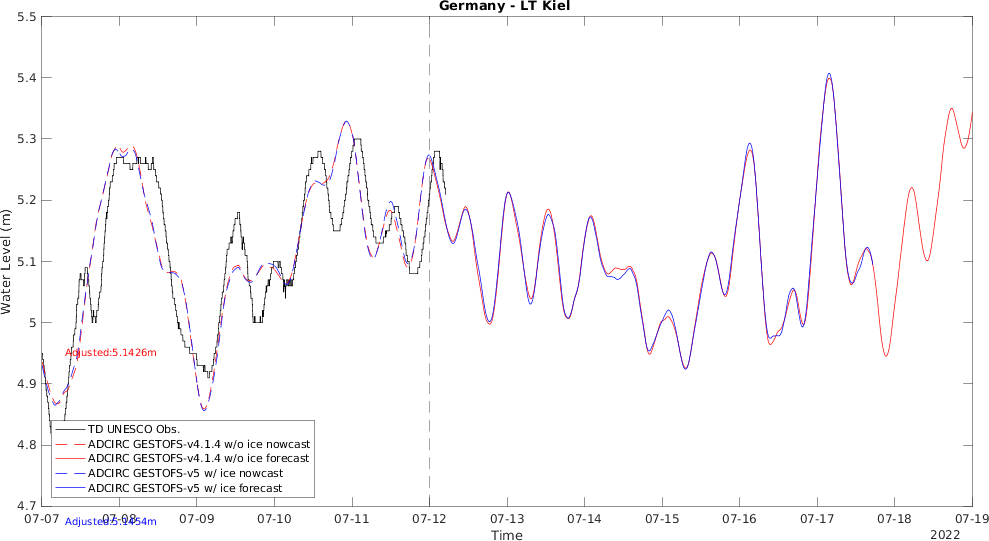 Germany - LT Kiel
5.5
5.4
5.3
5.2
5.1
5
4.9
4.8
4.7
Water Level (m)
Adjusted:5.1426m
TD UNESCO Obs.
ADCIRC GESTOFS-v4.1.4 w/o ice nowcast
ADCIRC GESTOFS-v4.1.4 w/o ice forecast
ADCIRC GESTOFS-v5 w/ ice nowcast
ADCIRC GESTOFS-v5 w/ ice forecast
07-07 07-08 07-09 07-10 07-11 07-12 07-13 07-14 07-15 07-16 07-17 07-18 07-19
Adjusted:5.1454m
Time
2022